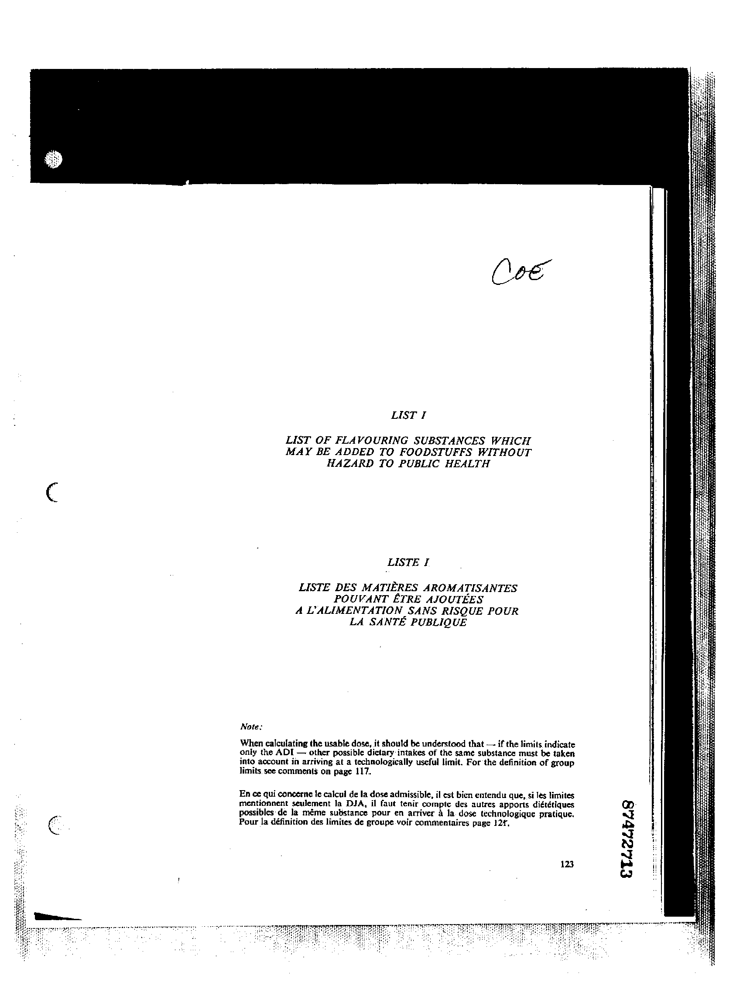 COE
LIST I
LIST OF FLAVOURING SUBSTANCES WHICH
MAY BE ADDED TO FOODSTUFFS WITHOUT
HAZARD TO PUBLIC HEALTH
LISTE I
LISTE DES MATIÈRES AROMATISANTES
POUVANT ÊTRE AJOUTÉES
A L'ALIMENTATION SANS RISQUE POUR
LA SANTÉ PUBLIQUE
Note:
When calculating the usable dose, it should be understood that — if the limits indicate
only the ADI — other possible dietary intakes of the same substance must be taken
into account in arriving at a technologically useful limit. For the definition of group
limits see comments on page 117.
En ce qui concerne le calcul de la dose admissible, il est bien entendu que, si les limites
mentionnent seulement la DJA, il faut tenir compte des autres apports diététiques
possibles de la même substance pour en arriver à la dose technologique pratique.
Pour la définition des limites de groupe voir commentaires page
123
87472713